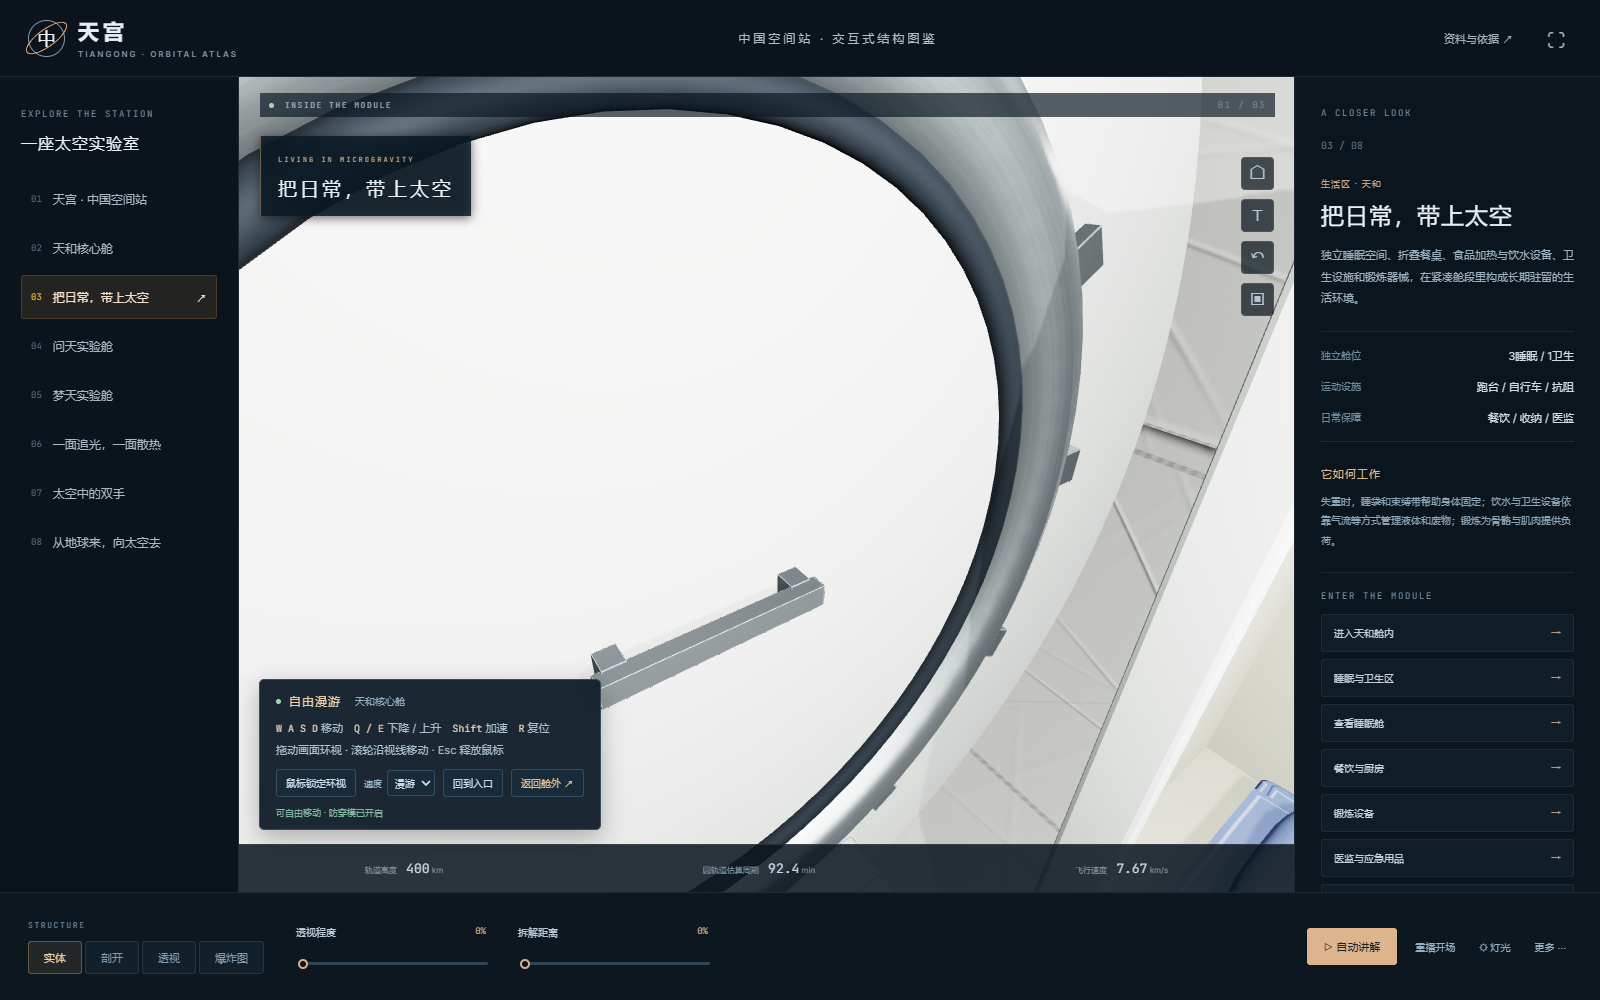 中 天宫
TIANGONG · ORBITAL ATLAS
中国空间站 · 交互式结构图鉴
资料与依据 ↗
EXPLORE THE STATION
一座太空实验室
01 天宫 · 中国空间站
02 天和核心舱
03 把日常，带上太空 ↗
04 问天实验舱
05 梦天实验舱
06 一面追光，一面散热
07 太空中的双手
08 从地球来，向太空去
INSIDE THE MODULE 01 / 03
LIVING IN MICROGRAVITY
把日常，带上太空
T
自由漫游 天和核心舱
W A S D 移动 Q / E 下降 / 上升 Shift 加速 R 复位
拖动画面环视 · 滚轮沿视线移动 · Esc 释放鼠标
鼠标锁定环视 速度 漫游 回到入口 返回舱外 ↗
可自由移动 · 防穿模已开启
轨道高度 400 km
圆轨道估算周期 92.4 min
飞行速度 7.67 km/s
A CLOSER LOOK
03 / 08
生活区 · 天和
把日常，带上太空
独立睡眠空间、折叠餐桌、食品加热与饮水设备、卫
生设施和锻炼器械，在紧凑舱段里构成长期驻留的生
活环境。
独立舱位 3睡眠 / 1卫生
运动设施 跑台 / 自行车 / 抗阻
日常保障 餐饮 / 收纳 / 医监
它如何工作
失重时，睡袋和束缚带帮助身体固定；饮水与卫生设备依
靠气流等方式管理液体和废物；锻炼为骨骼与肌肉提供负
荷。
ENTER THE MODULE
进入天和舱内 →
睡眠与卫生区 →
查看睡眠舱 →
餐饮与厨房 →
锻炼设备 →
医监与应急用品 →
STRUCTURE
实体 剖开 透视 爆炸图
透视程度 0%
拆解距离 0%
▷ 自动讲解 重播开场 灯光 更多 ···